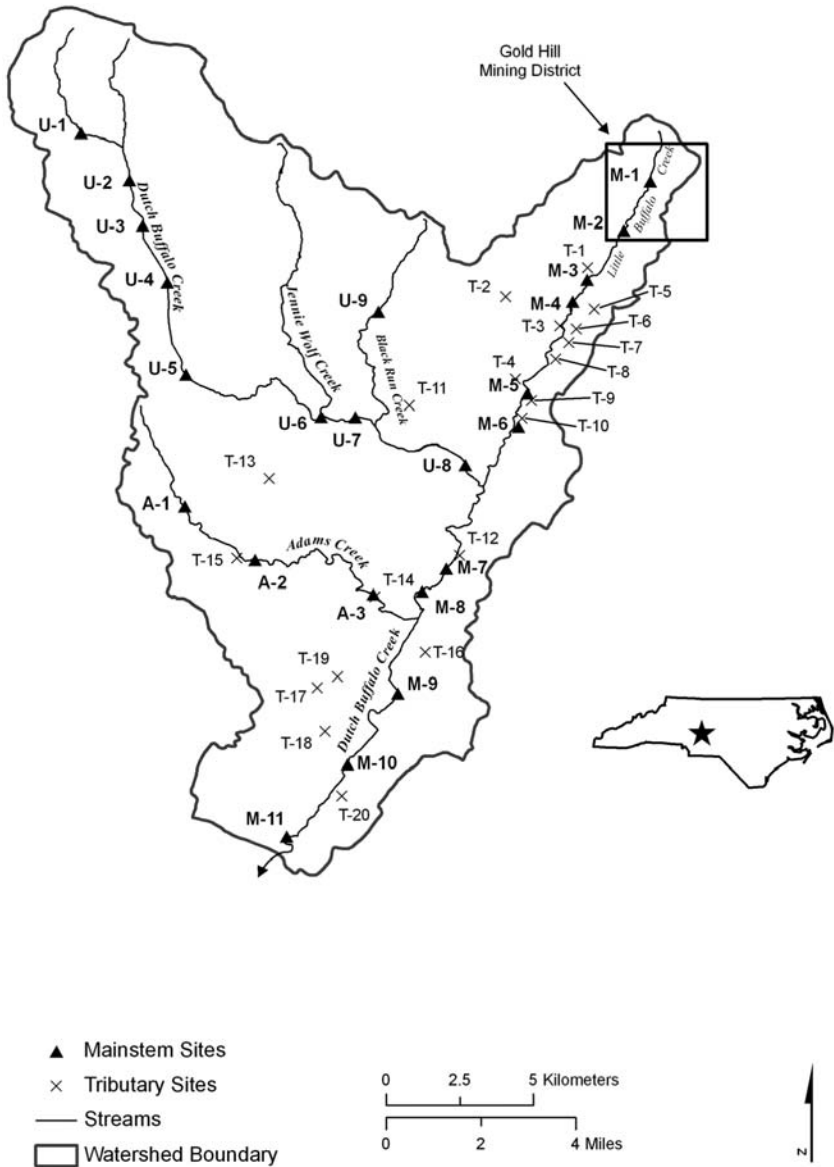 Gold Hill
Mining District
U-1
M-1
Creek
U-2
Dutch Buffalo Creek
U-3
M-2
Buffalo
Little
T-1
U-4
M-3
T-2
U-9
M-4
T-5
Jennie Wolf Creek
T-3
T-6
T-7
Black Run Creek
T-4
T-8
U-5
M-5
T-9
T-11
U-6
U-7
M-6
T-10
T-13
U-8
A-1
Adams Creek
T-12
T-15
A-2
M-7
T-14
A-3
M-8
T-16
T-19
Dutch Buffalo Creek
T-17
M-9
T-18
M-10
T-20
M-11
Mainstem Sites
Tributary Sites
Streams
Watershed Boundary
0 2.5 5 Kilometers
0 2 4 Miles
N